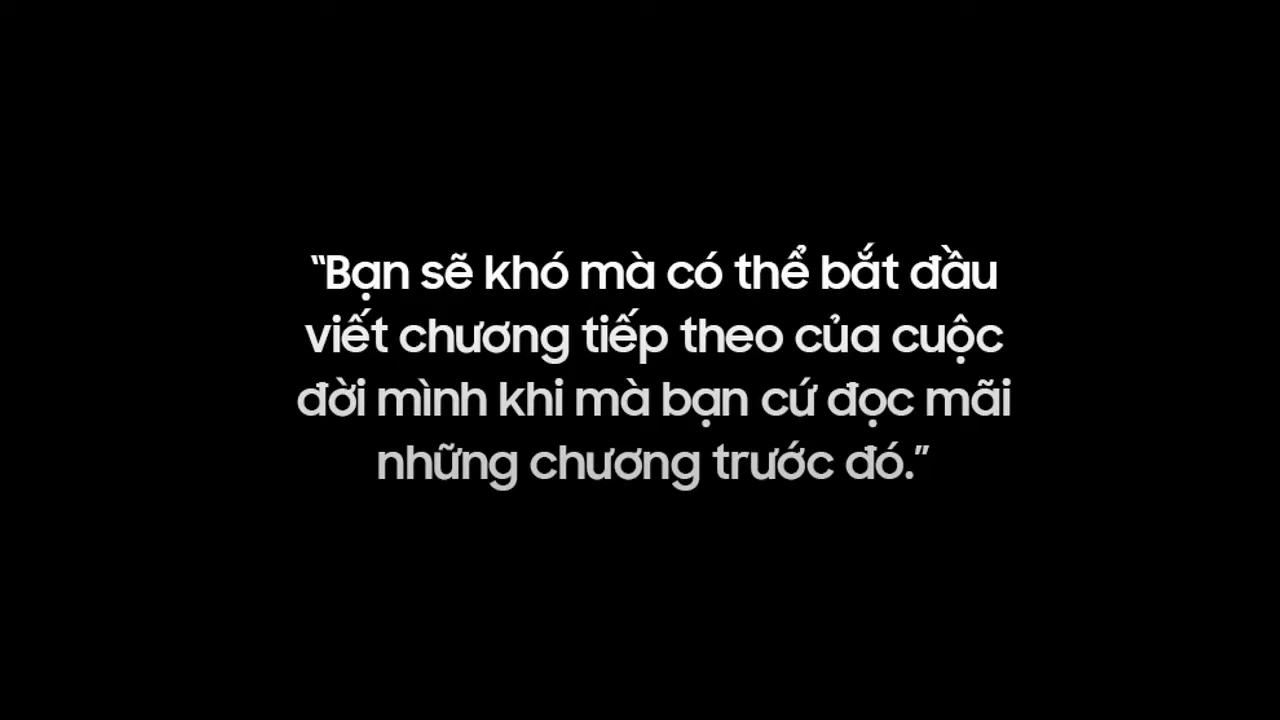 “Bạn sẽ khó mà có thể bắt đầu
viết chương tiếp theo của cuộc
đời mình khi mà bạn cứ đọc mãi
những chương trước đó.”